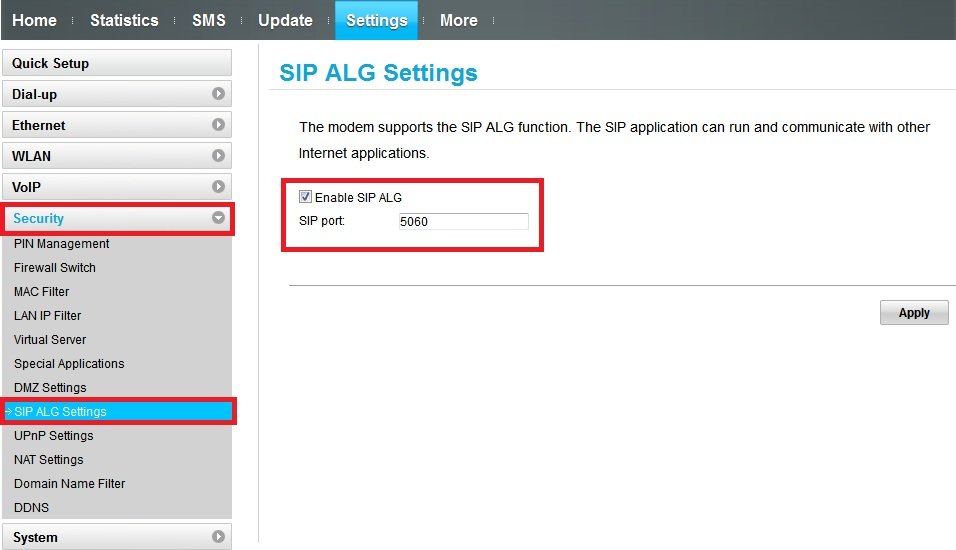 Home Statistics SMS Update Settings More
Quick Setup
Dial-up
Ethernet
WLAN
VoIP
Security
PIN Management
Firewall Switch
MAC Filter
LAN IP Filter
Virtual Server
Special Applications
DMZ Settings
SIP ALG Settings
UPnP Settings
NAT Settings
Domain Name Filter
DDNS
System
SIP ALG Settings
The modem supports the SIP ALG function. The SIP application can run and communicate with other
Internet applications.
Enable SIP ALG
SIP port: 5060
Apply